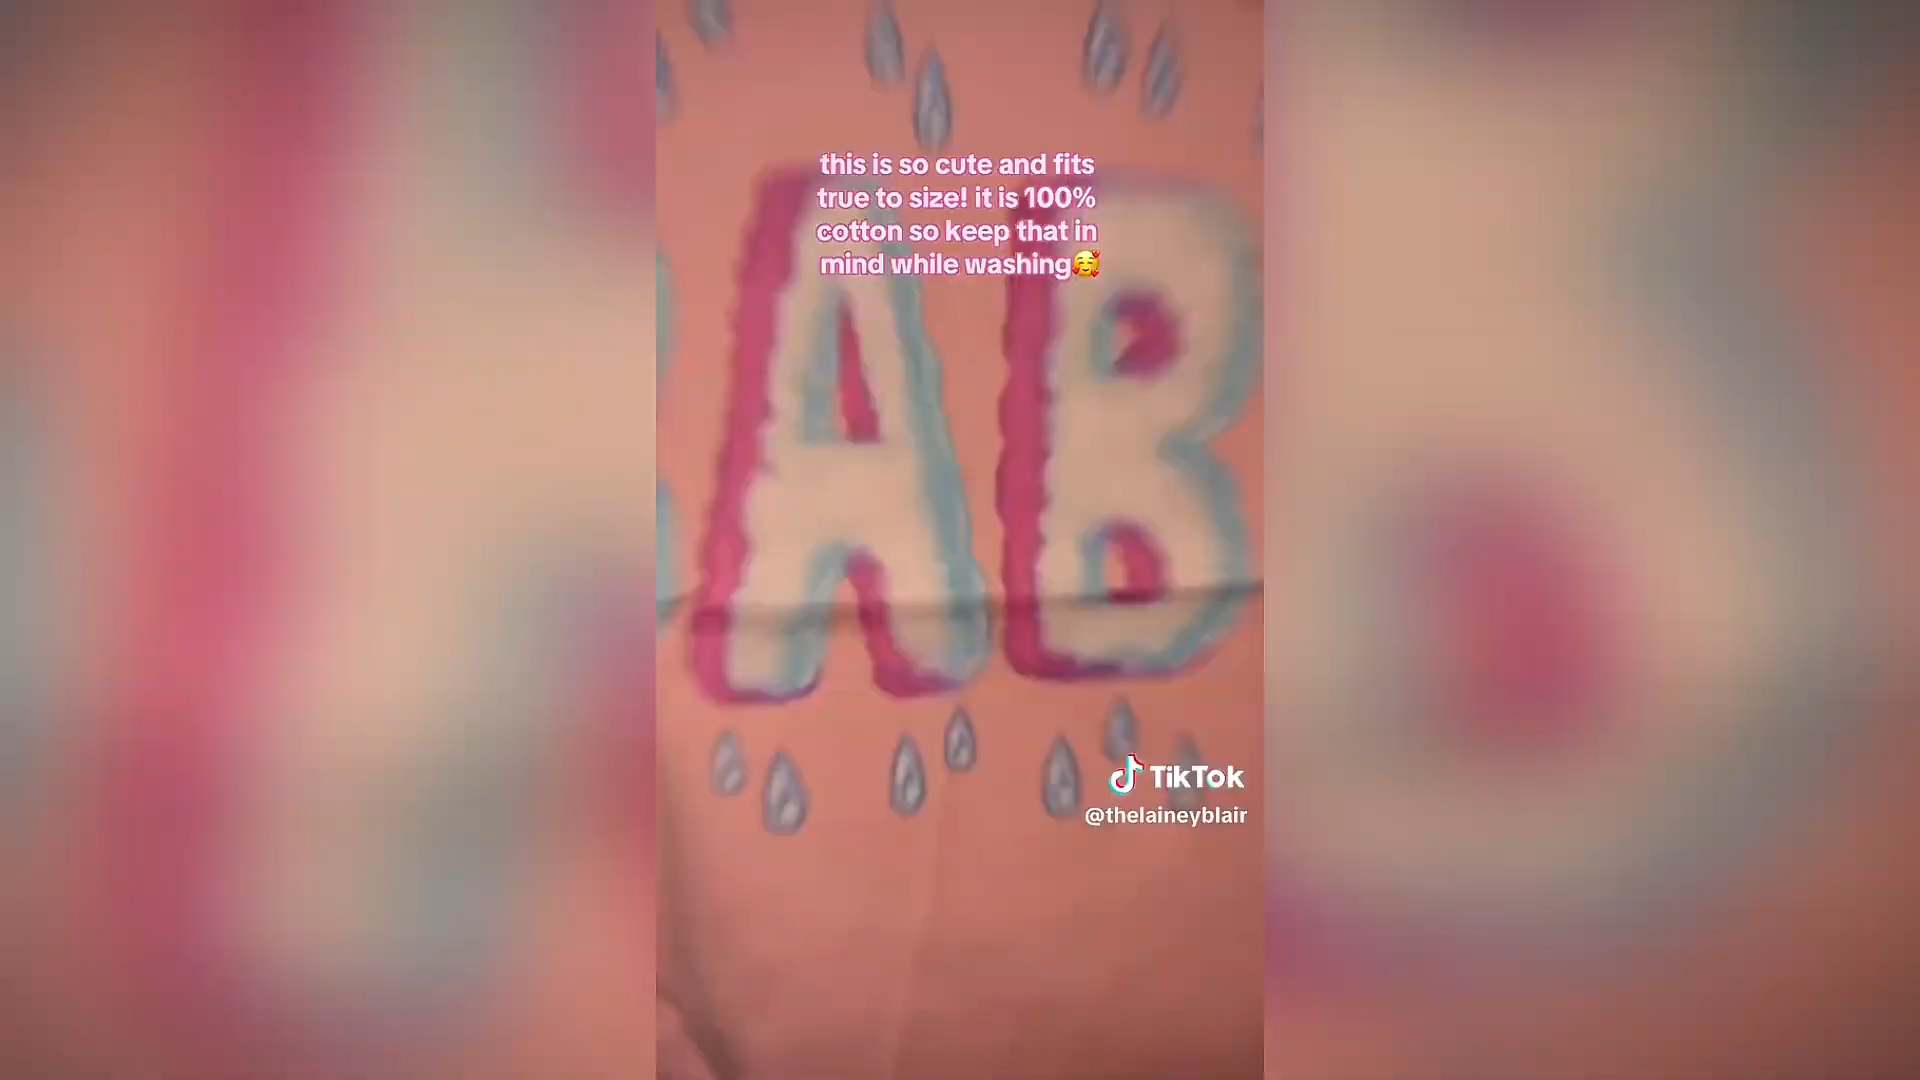 this is so cute and fits
true to size! it is 100%
cotton so keep that in
mind while washing🥰
AB
TikTok
@thelaineyblair